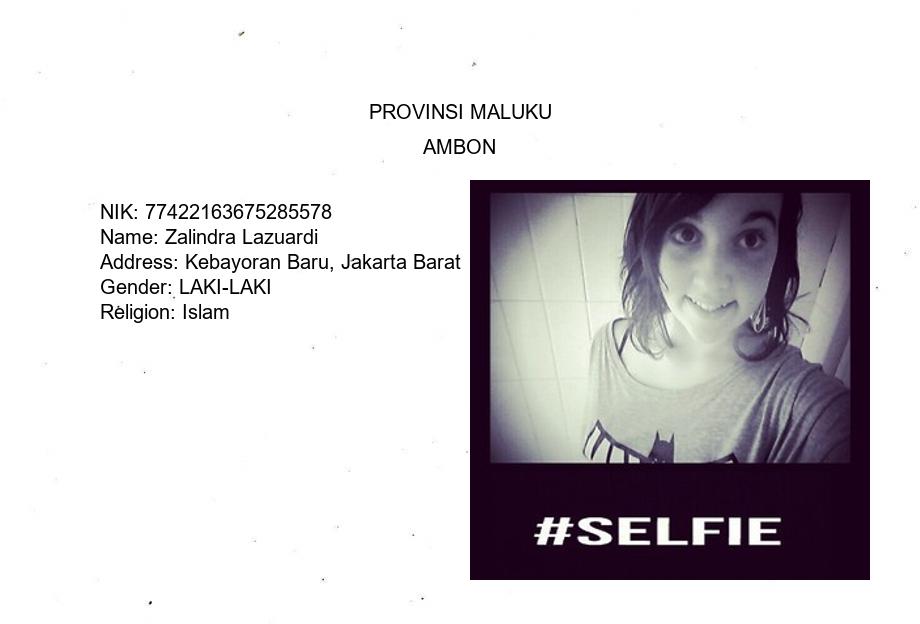 PROVINSI MALUKU
AMBON
NIK: 77422163675285578
Name: Zalindra Lazuardi
Address: Kebayoran Baru, Jakarta Barat
Gender: LAKI-LAKI
Religion: Islam
#SELFIE